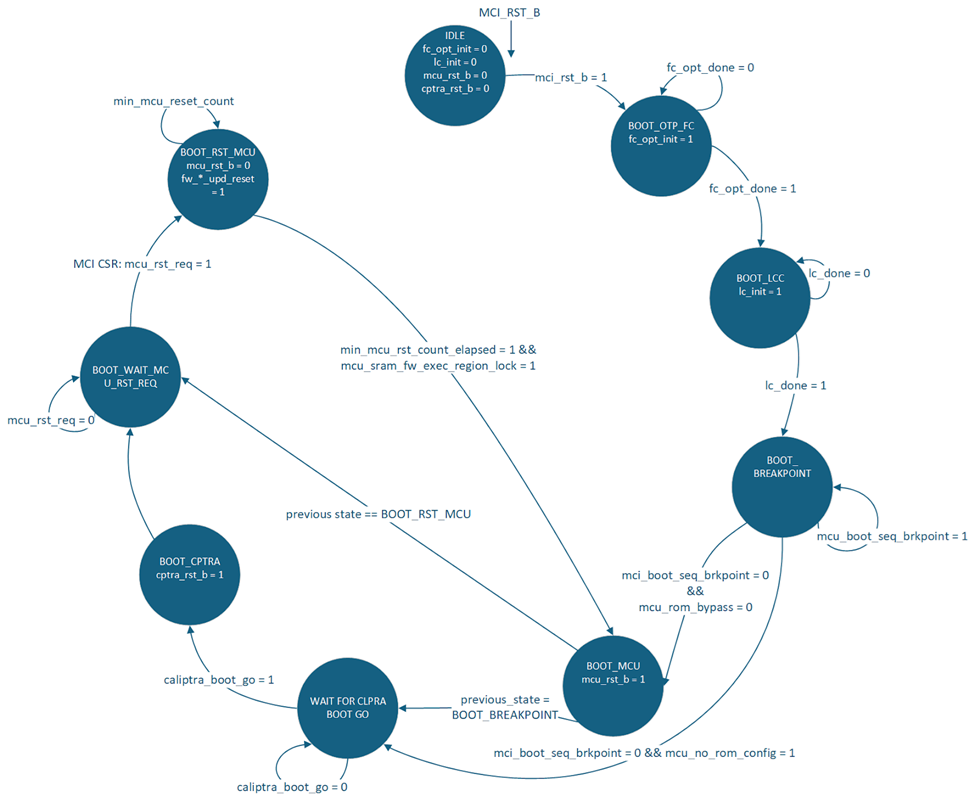 MCI_RST_B
IDLE
fc_opt_init = 0
lc_init = 0
mcu_rst_b = 0
cptra_rst_b = 0
mci_rst_b = 1
fc_opt_done = 0
BOOT_OTP_FC
fc_opt_init = 1
fc_opt_done = 1
BOOT_LCC
lc_init = 1
lc_done = 0
lc_done = 1
BOOT_
BREAKPOINT
mcu_boot_seq_brkpoint = 1
mci_boot_seq_brkpoint = 0
&&
mcu_rom_bypass = 0
mci_boot_seq_brkpoint = 0 && mcu_no_rom_config = 1
BOOT_MCU
mcu_rst_b = 1
previous_state =
BOOT_BREAKPOINT
WAIT FOR CLPRA
BOOT GO
caliptra_boot_go = 0
caliptra_boot_go = 1
BOOT_CPTRA
cptra_rst_b = 1
previous state == BOOT_RST_MCU
BOOT_WAIT_MC
U_RST_REQ
mcu_rst_req = 0
MCI CSR: mcu_rst_req = 1
BOOT_RST_MCU
mcu_rst_b = 0
fw_*_upd_reset
= 1
min_mcu_reset_count
min_mcu_rst_count_elapsed = 1 &&
mcu_sram_fw_exec_region_lock = 1